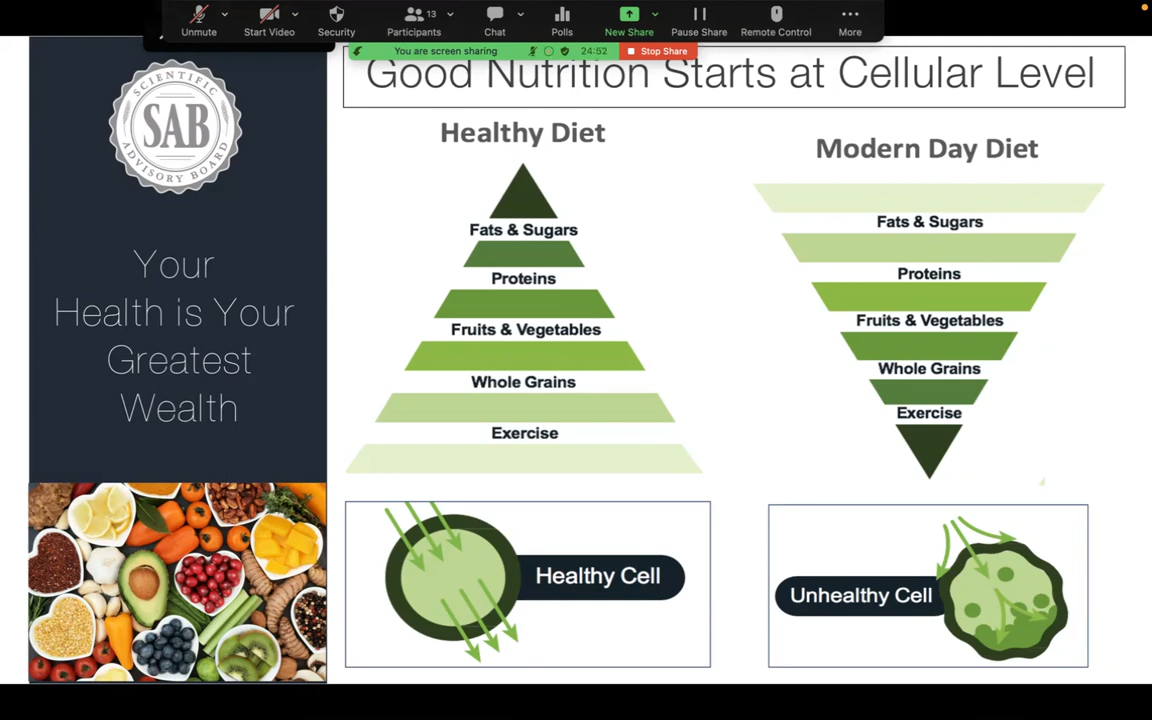 13
Unmute
Start Video
Security
Participants
Chat
Polls
New Share
Pause Share
Remote Control
More
You are screen sharing
24:52
Stop Share
SCIENTIFIC
SAB
ADVISORY BOARD
Your
Health is Your
Greatest
Wealth
Good Nutrition Starts at Cellular Level
Healthy Diet
Fats & Sugars
Proteins
Fruits & Vegetables
Whole Grains
Exercise
Modern Day Diet
Fats & Sugars
Proteins
Fruits & Vegetables
Whole Grains
Exercise
Healthy Cell
Unhealthy Cell